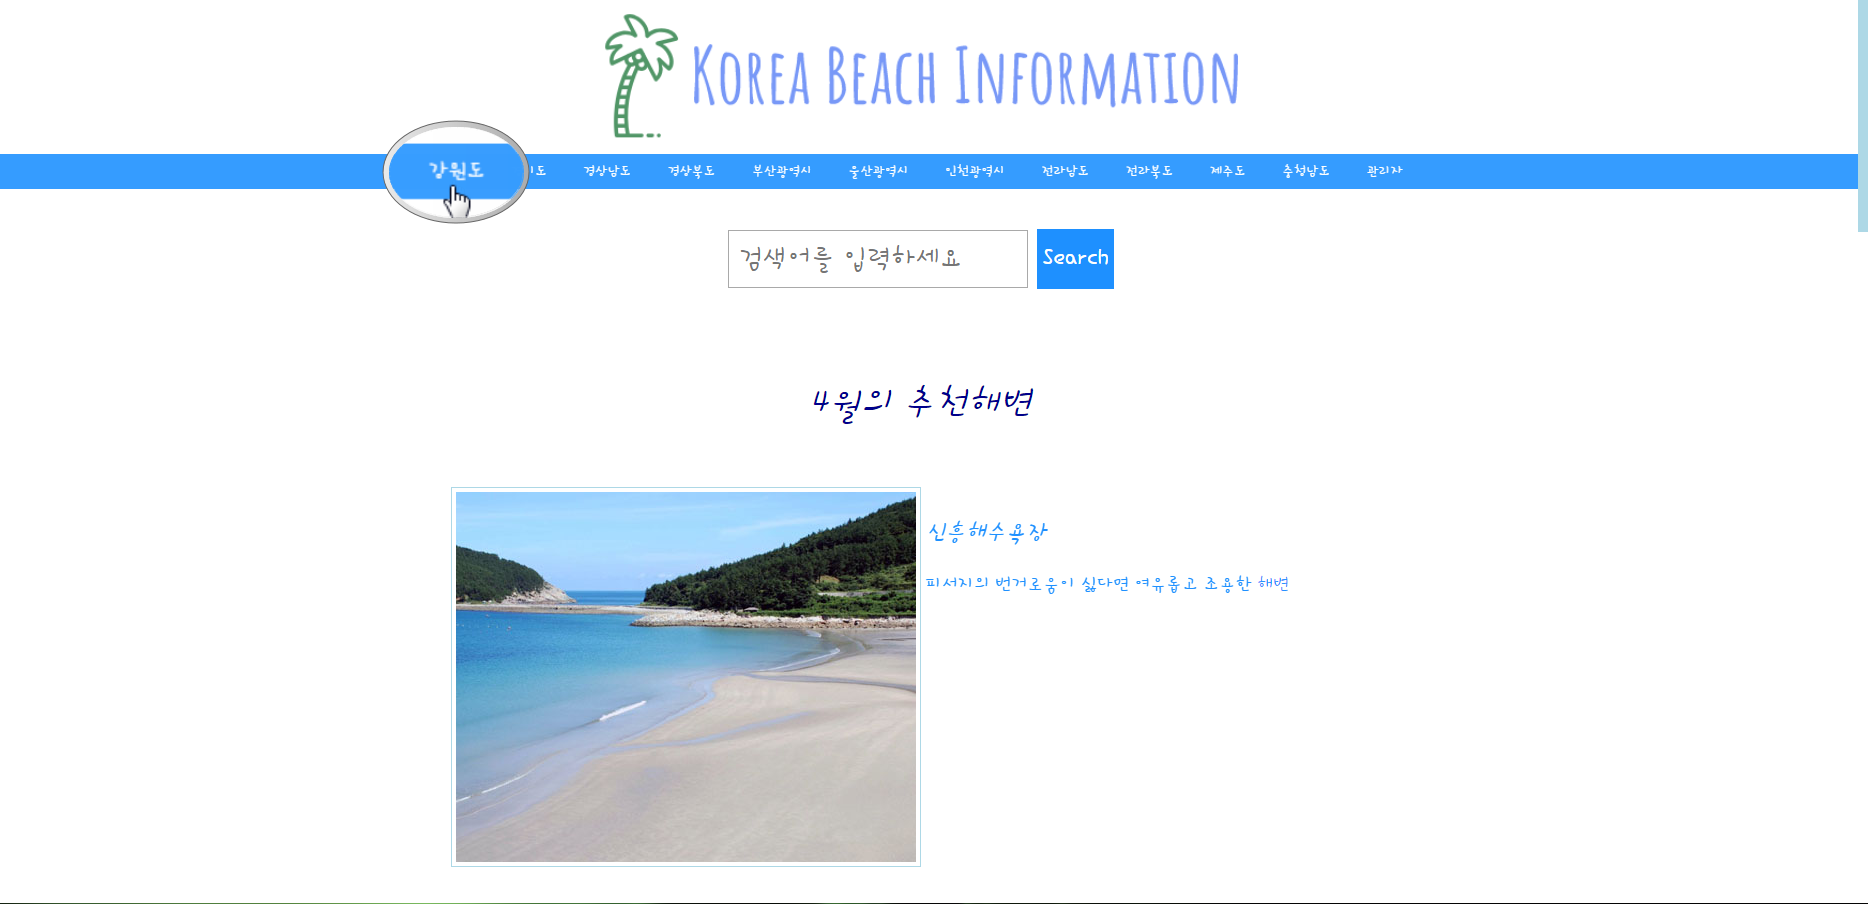 KOREA BEACH INFORMATION
강원도 경상남도 경상북도 부산광역시 울산광역시 인천광역시 전라남도 전라북도 제주도 충청남도 관리자
검색어를 입력하세요 Search
4월의 추천해변
신흥해수욕장
피서지의 번거로움이 싫다면 여유롭고 조용한 해변